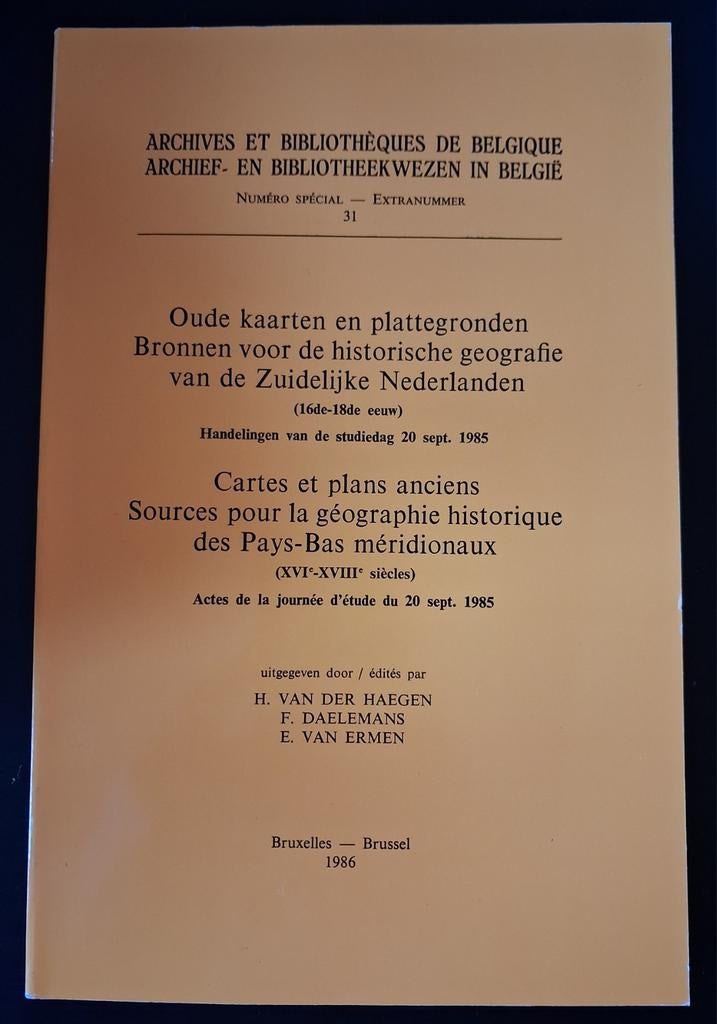 ARCHIVES ET BIBLIOTHÈQUES DE BELGIQUE
ARCHIEF- EN BIBLIOTHEEKWEZEN IN BELGIË
NUMÉRO SPÉCIAL — EXTRANUMMER
31
Oude kaarten en plattegronden
Bronnen voor de historische geografie
van de Zuidelijke Nederlanden
(16de-18de eeuw)
Handelingen van de studiedag 20 sept. 1985
Cartes et plans anciens
Sources pour la géographie historique
des Pays-Bas méridionaux
(XVIᵉ-XVIIIᵉ siècles)
Actes de la journée d'étude du 20 sept. 1985
uitgegeven door / édités par
H. VAN DER HAEGEN
F. DAELEMANS
E. VAN ERMEN
Bruxelles — Brussel
1986